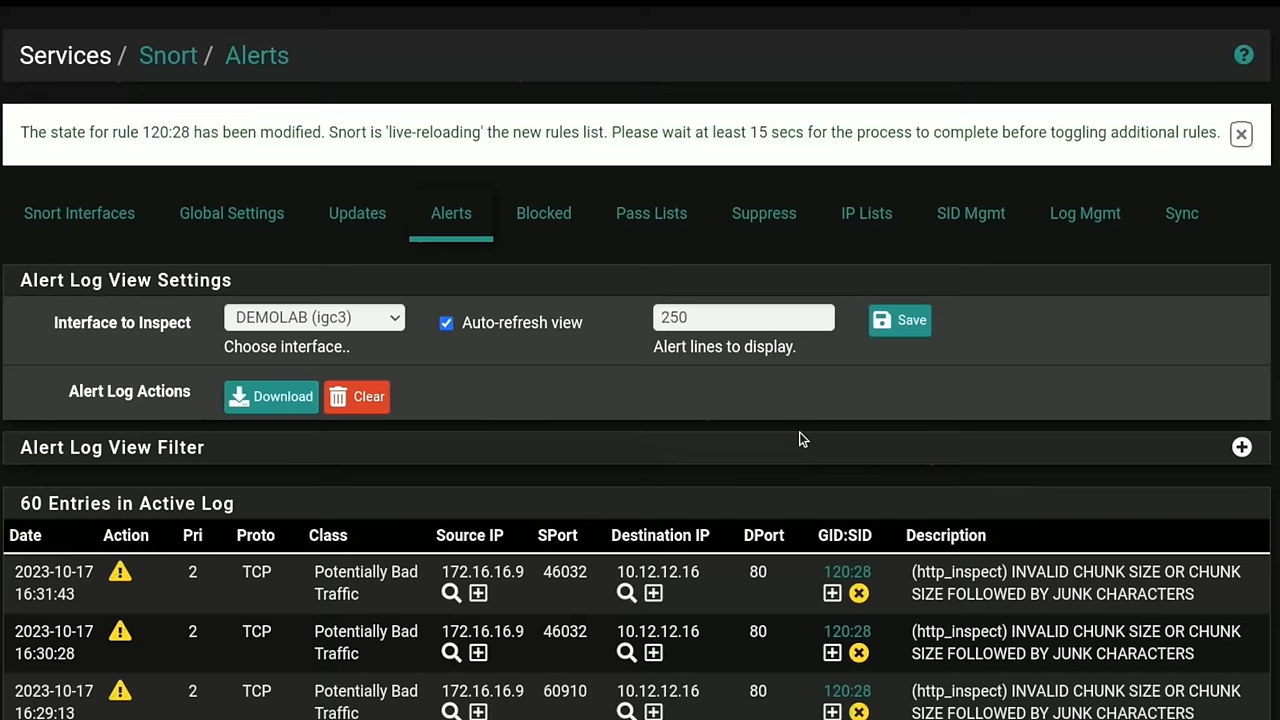 Services / Snort / Alerts
The state for rule 120:28 has been modified. Snort is 'live-reloading' the new rules list. Please wait at least 15 secs for the process to complete before toggling additional rules.
Snort Interfaces Global Settings Updates Alerts Blocked Pass Lists Suppress IP Lists SID Mgmt Log Mgmt Sync
Alert Log View Settings
Interface to Inspect DEMOLAB (igc3) Auto-refresh view 250 Save
Choose interface.. Alert lines to display.
Alert Log Actions Download Clear
Alert Log View Filter
60 Entries in Active Log
Date Action Pri Proto Class Source IP SPort Destination IP DPort GID:SID Description
2023-10-17 2 TCP Potentially Bad 172.16.16.9 46032 10.12.12.16 80 120:28 (http_inspect) INVALID CHUNK SIZE OR CHUNK
16:31:43 Traffic SIZE FOLLOWED BY JUNK CHARACTERS
2023-10-17 2 TCP Potentially Bad 172.16.16.9 46032 10.12.12.16 80 120:28 (http_inspect) INVALID CHUNK SIZE OR CHUNK
16:30:28 Traffic SIZE FOLLOWED BY JUNK CHARACTERS
2023-10-17 2 TCP Potentially Bad 172.16.16.9 60910 10.12.12.16 80 120:28 (http_inspect) INVALID CHUNK SIZE OR CHUNK
16:29:13 Traffic SIZE FOLLOWED BY JUNK CHARACTERS